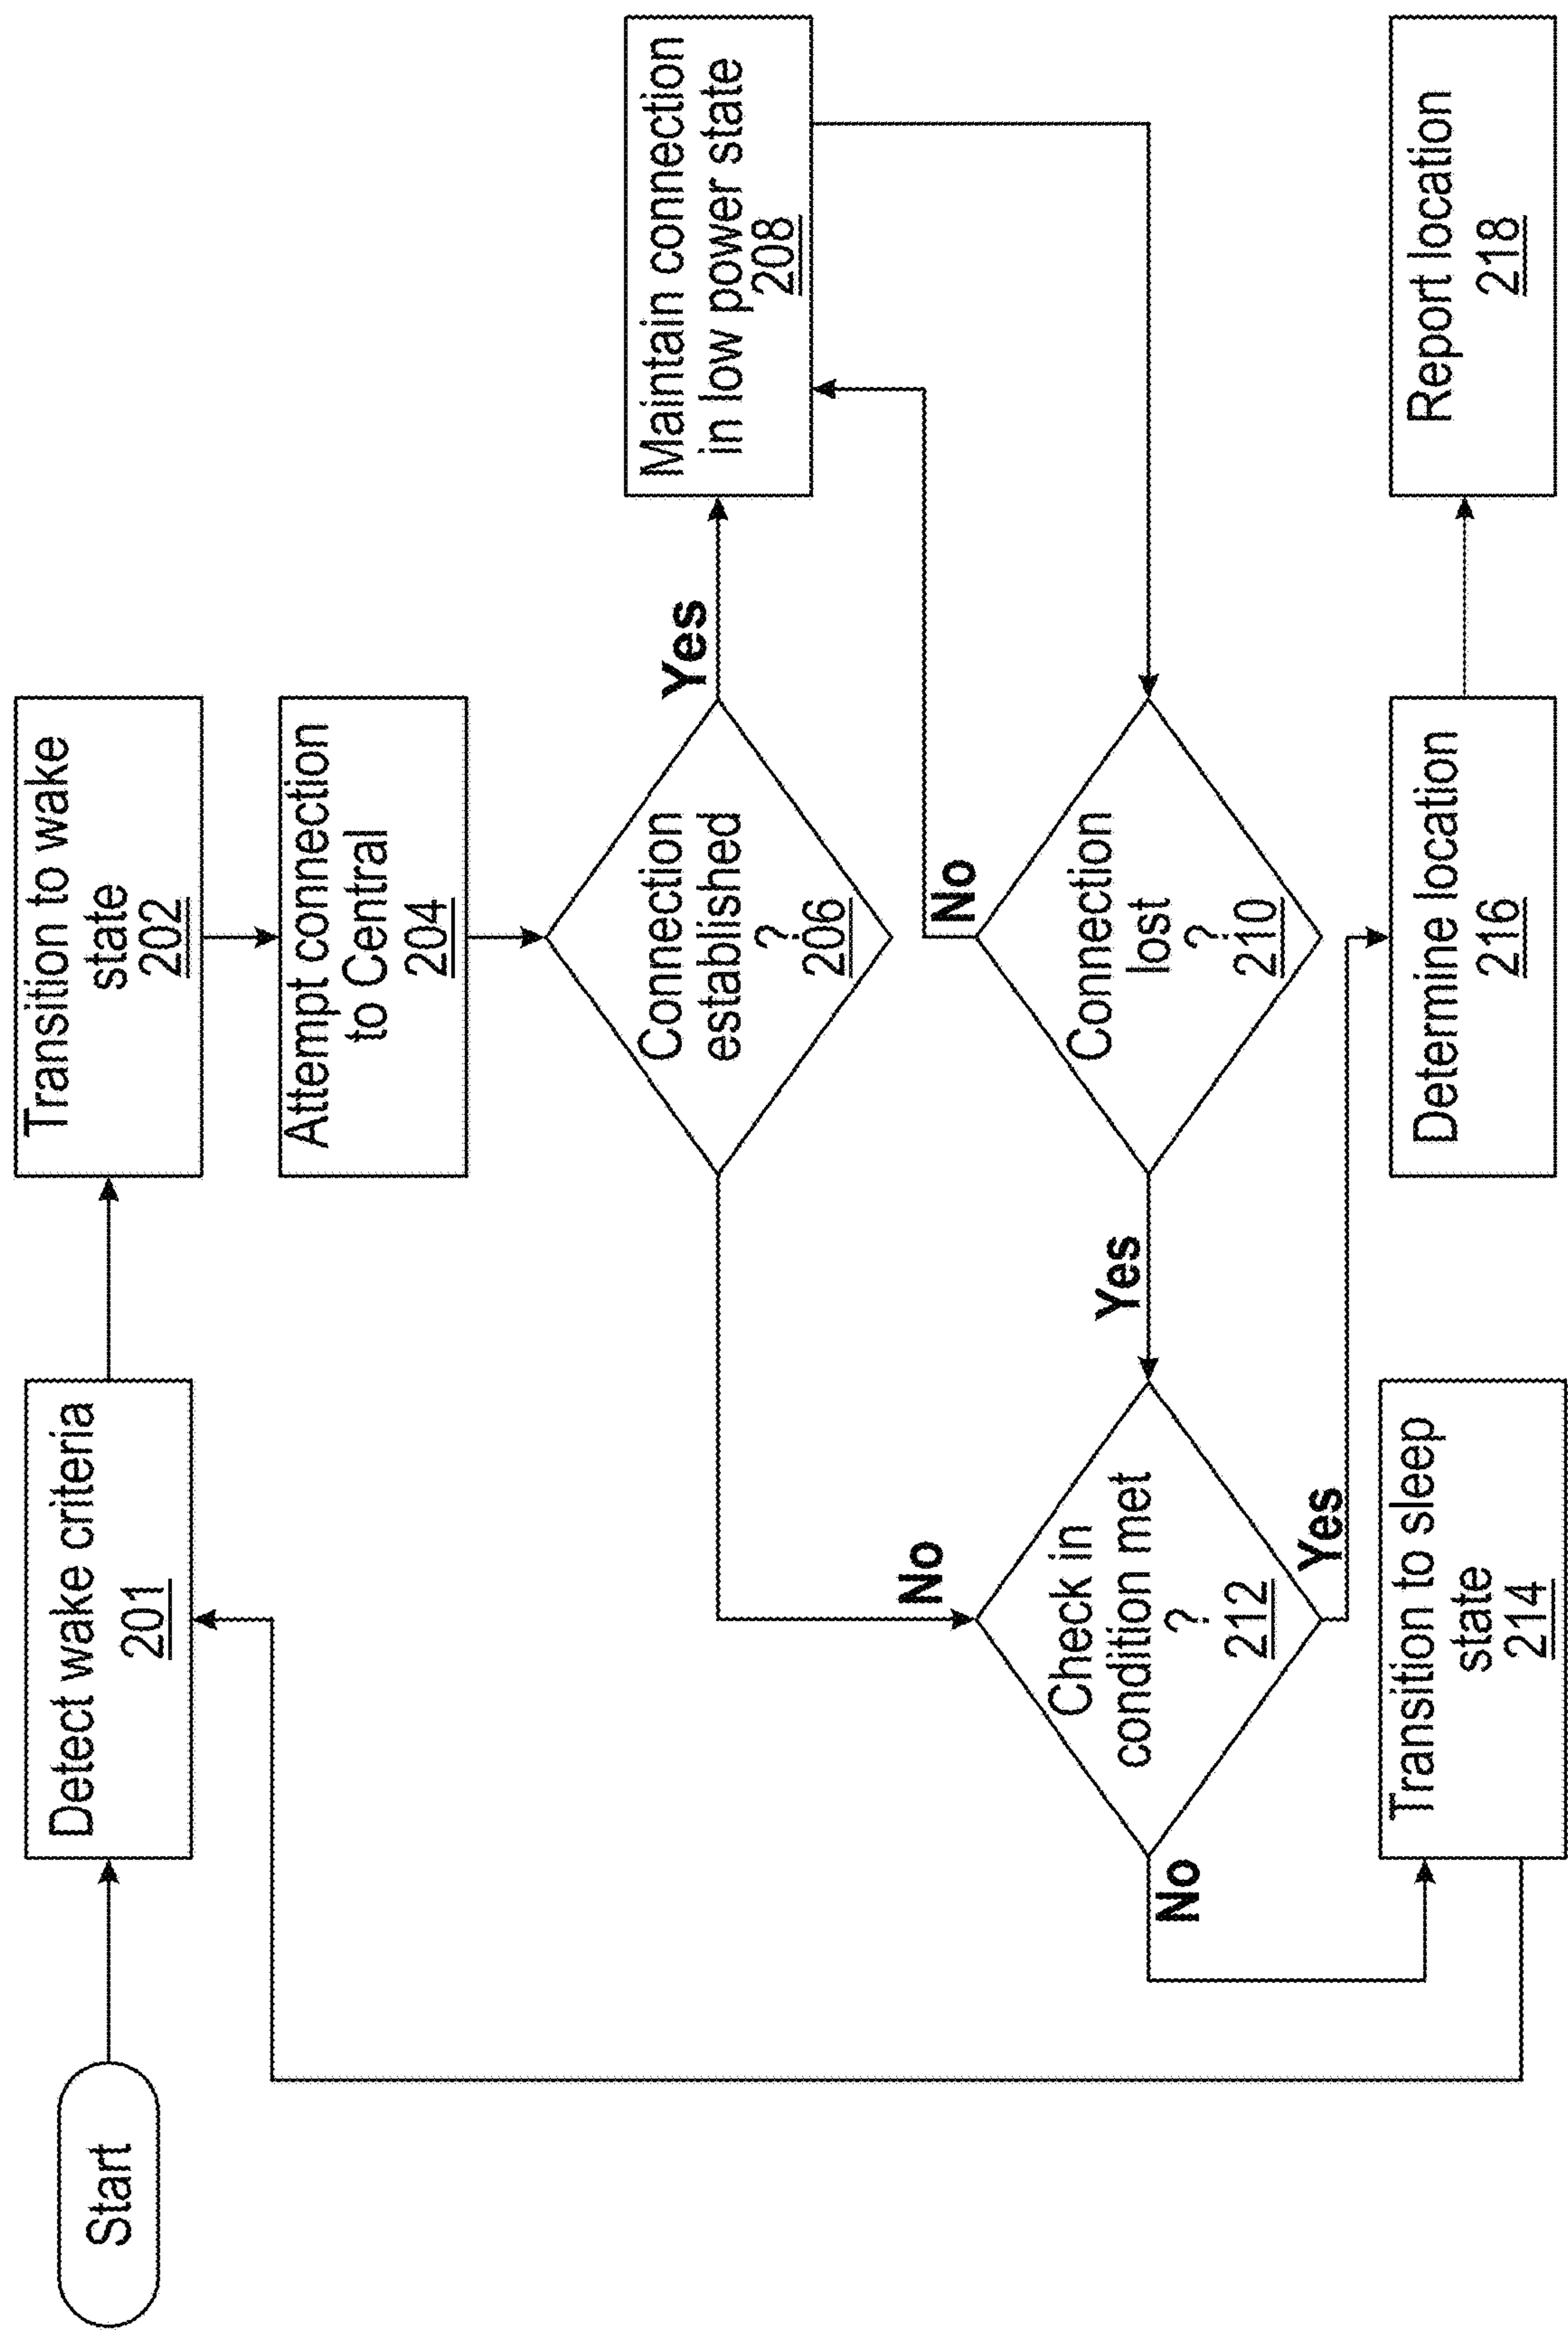 Start
Detect wake criteria
201
Transition to wake
state
202
Attempt connection
to Central
204
Connection
established
?
206
Yes
No
Maintain connection
in low power state
208
Connection
lost
?
210
No
Yes
Check in
condition met
?
212
No
Yes
Transition to sleep
state
214
Determine location
216
Report location
218